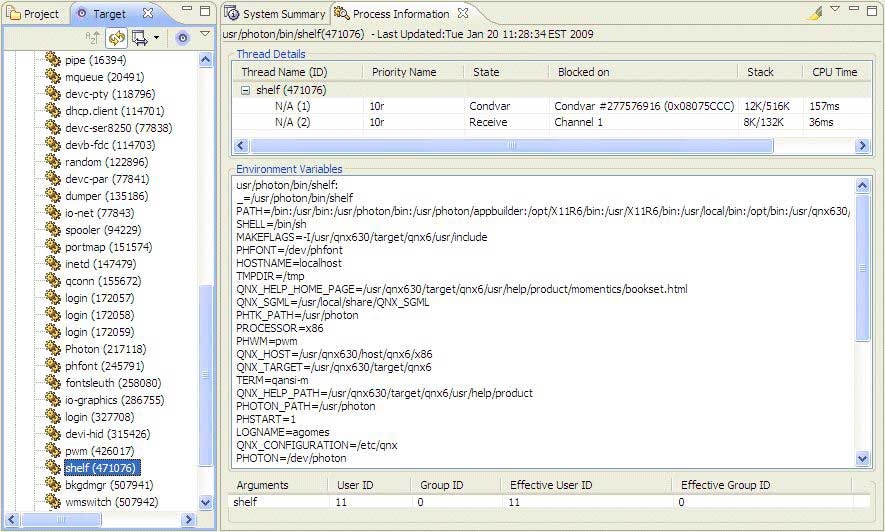 Project
Target
pipe (16394)
mqueue (20491)
devc-pty (118796)
dhcp.client (114701)
devc-ser8250 (77838)
devb-fdc (114703)
random (122896)
devc-par (77841)
dumper (135186)
io-net (77843)
spooler (94229)
portmap (151574)
inetd (147479)
qconn (155672)
login (172057)
login (172058)
login (172059)
Photon (217118)
phfont (245791)
fontsleuth (258080)
io-graphics (286755)
login (327708)
devi-hid (315426)
pwm (426017)
shelf (471076)
bkgdmgr (507941)
wmswitch (507942)
System Summary
Process Information
usr/photon/bin/shelf(471076) - Last Updated:Tue Jan 20 11:28:34 EST 2009
Thread Details
Thread Name (ID) Priority Name State Blocked on Stack CPU Time
shelf (471076)
N/A (1) 10r Condvar Condvar #277576916 (0x08075CCC) 12K/516K 157ms
N/A (2) 10r Receive Channel 1 8K/132K 36ms
Environment Variables
usr/photon/bin/shelf:
_=/usr/photon/bin/shelf
PATH=/bin:/usr/bin:/usr/photon/bin:/usr/photon/appbuilder:/opt/X11R6/bin:/usr/X11R6/bin:/usr/local/bin:/opt/bin:/usr/qnx630/
SHELL=/bin/sh
MAKEFLAGS=-I/usr/qnx630/target/qnx6/usr/include
PHFONT=/dev/phfont
HOSTNAME=localhost
TMPDIR=/tmp
QNX_HELP_HOME_PAGE=/usr/qnx630/target/qnx6/usr/help/product/momentics/bookset.html
QNX_SGML=/usr/local/share/QNX_SGML
PHTK_PATH=/usr/photon
PROCESSOR=x86
PHWM=pwm
QNX_HOST=/usr/qnx630/host/qnx6/x86
QNX_TARGET=/usr/qnx630/target/qnx6
TERM=qansi-m
QNX_HELP_PATH=/usr/qnx630/target/qnx6/usr/help/product
PHOTON_PATH=/usr/photon
PHSTART=1
LOGNAME=agomes
QNX_CONFIGURATION=/etc/qnx
PHOTON=/dev/photon
Arguments User ID Group ID Effective User ID Effective Group ID
shelf 11 0 11 0